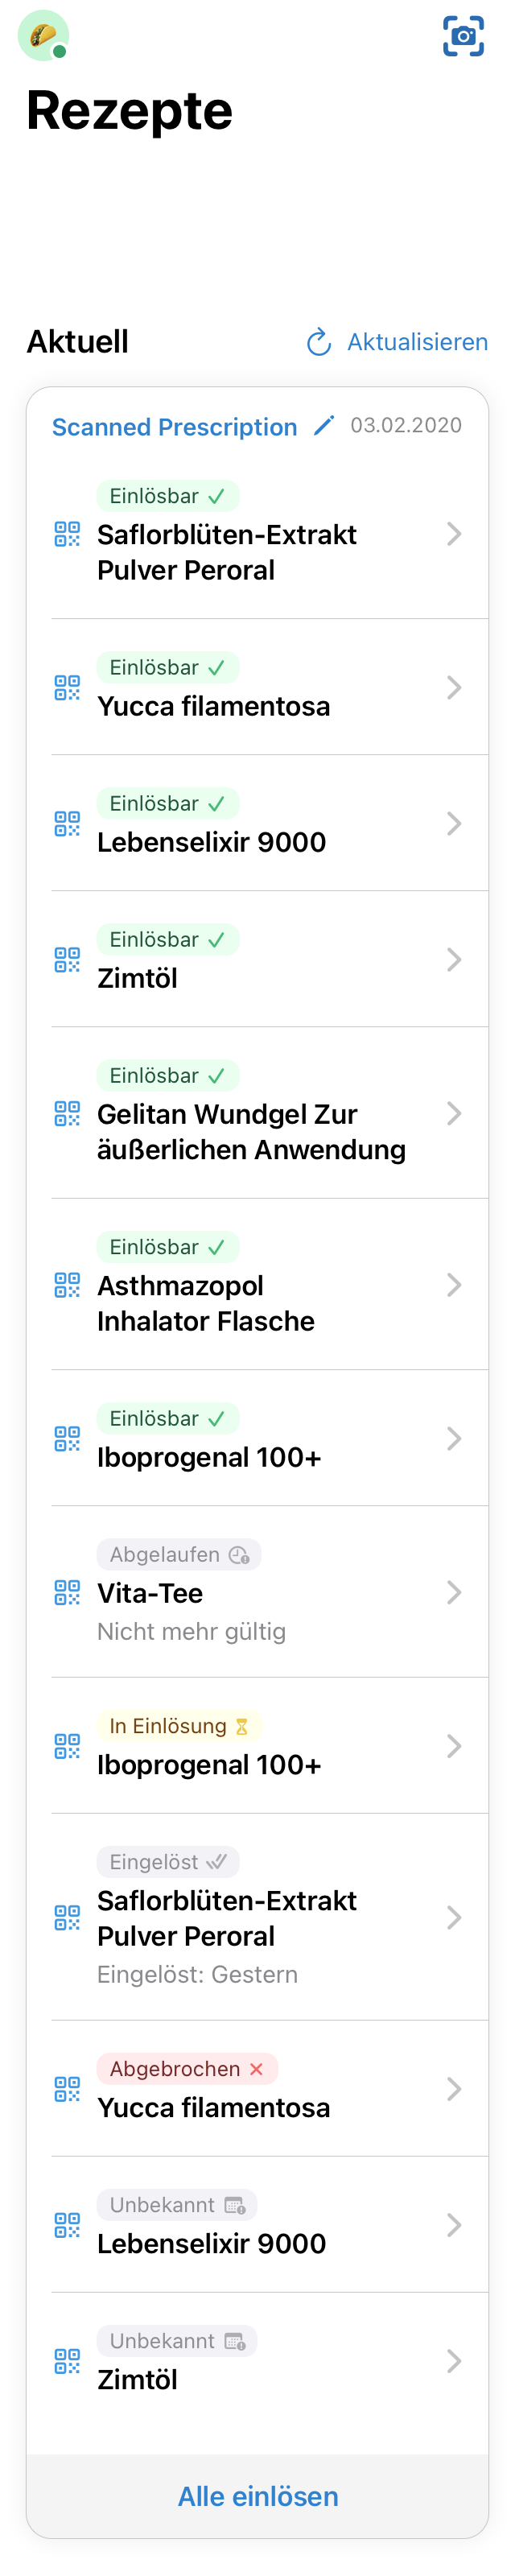 Rezepte
Aktuell
Aktualisieren
Scanned Prescription
03.02.2020
Einlösbar
Saflorblüten-Extrakt
Pulver Peroral
Einlösbar
Yucca filamentosa
Einlösbar
Lebenselixir 9000
Einlösbar
Zimtöl
Einlösbar
Gelitan Wundgel Zur
äußerlichen Anwendung
Einlösbar
Asthmazopol
Inhalator Flasche
Einlösbar
Iboprogenal 100+
Abgelaufen
Vita-Tee
Nicht mehr gültig
In Einlösung
Iboprogenal 100+
Eingelöst
Saflorblüten-Extrakt
Pulver Peroral
Eingelöst: Gestern
Abgebrochen
Yucca filamentosa
Unbekannt
Lebenselixir 9000
Unbekannt
Zimtöl
Alle einlösen